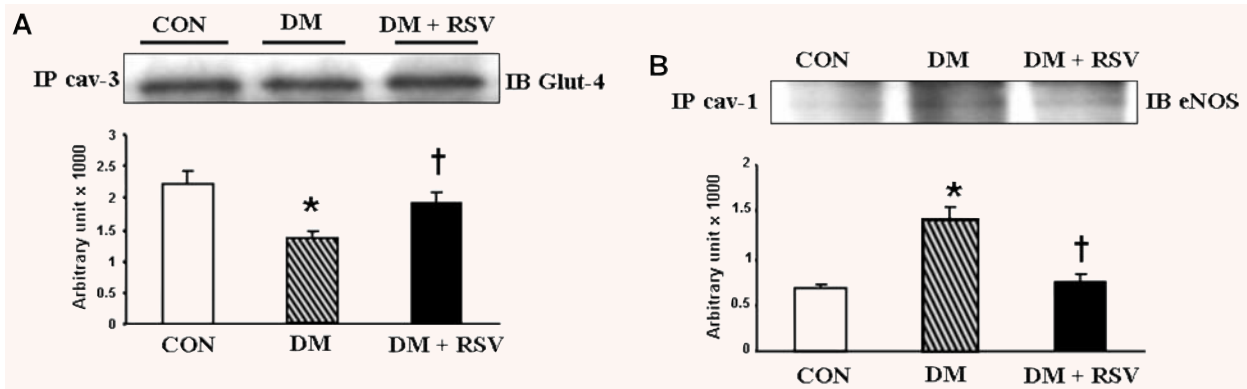 A
CON DM DM + RSV
IP cav-3 IB Glut-4
Arbitrary unit × 1000
3
2.5
2
1.5
1
0.5
0
*
†
CON DM DM + RSV
B
CON DM DM + RSV
IP cav-1 IB eNOS
Arbitrary unit × 1000
2
1.5
1
0.5
0
*
†
CON DM DM + RSV